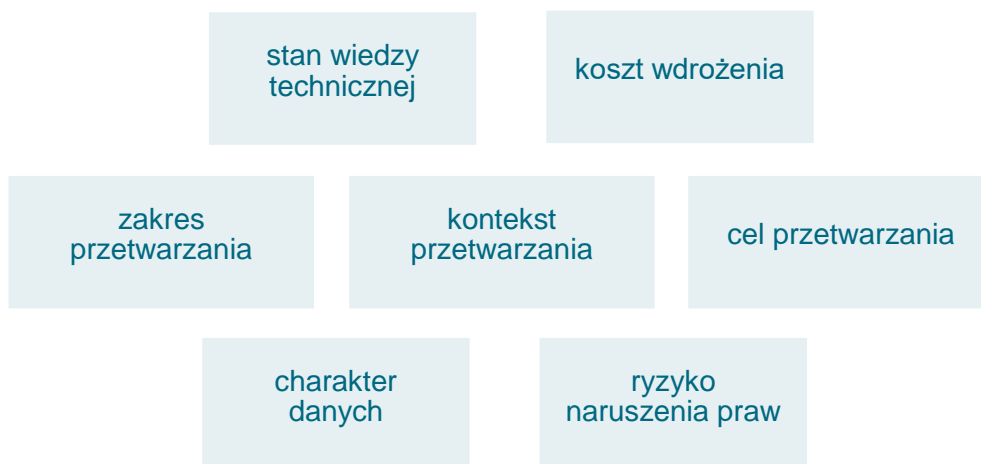 stan wiedzy
technicznej
koszt wdrożenia
zakres
przetwarzania
kontekst
przetwarzania
cel przetwarzania
charakter
danych
ryzyko
naruszenia praw